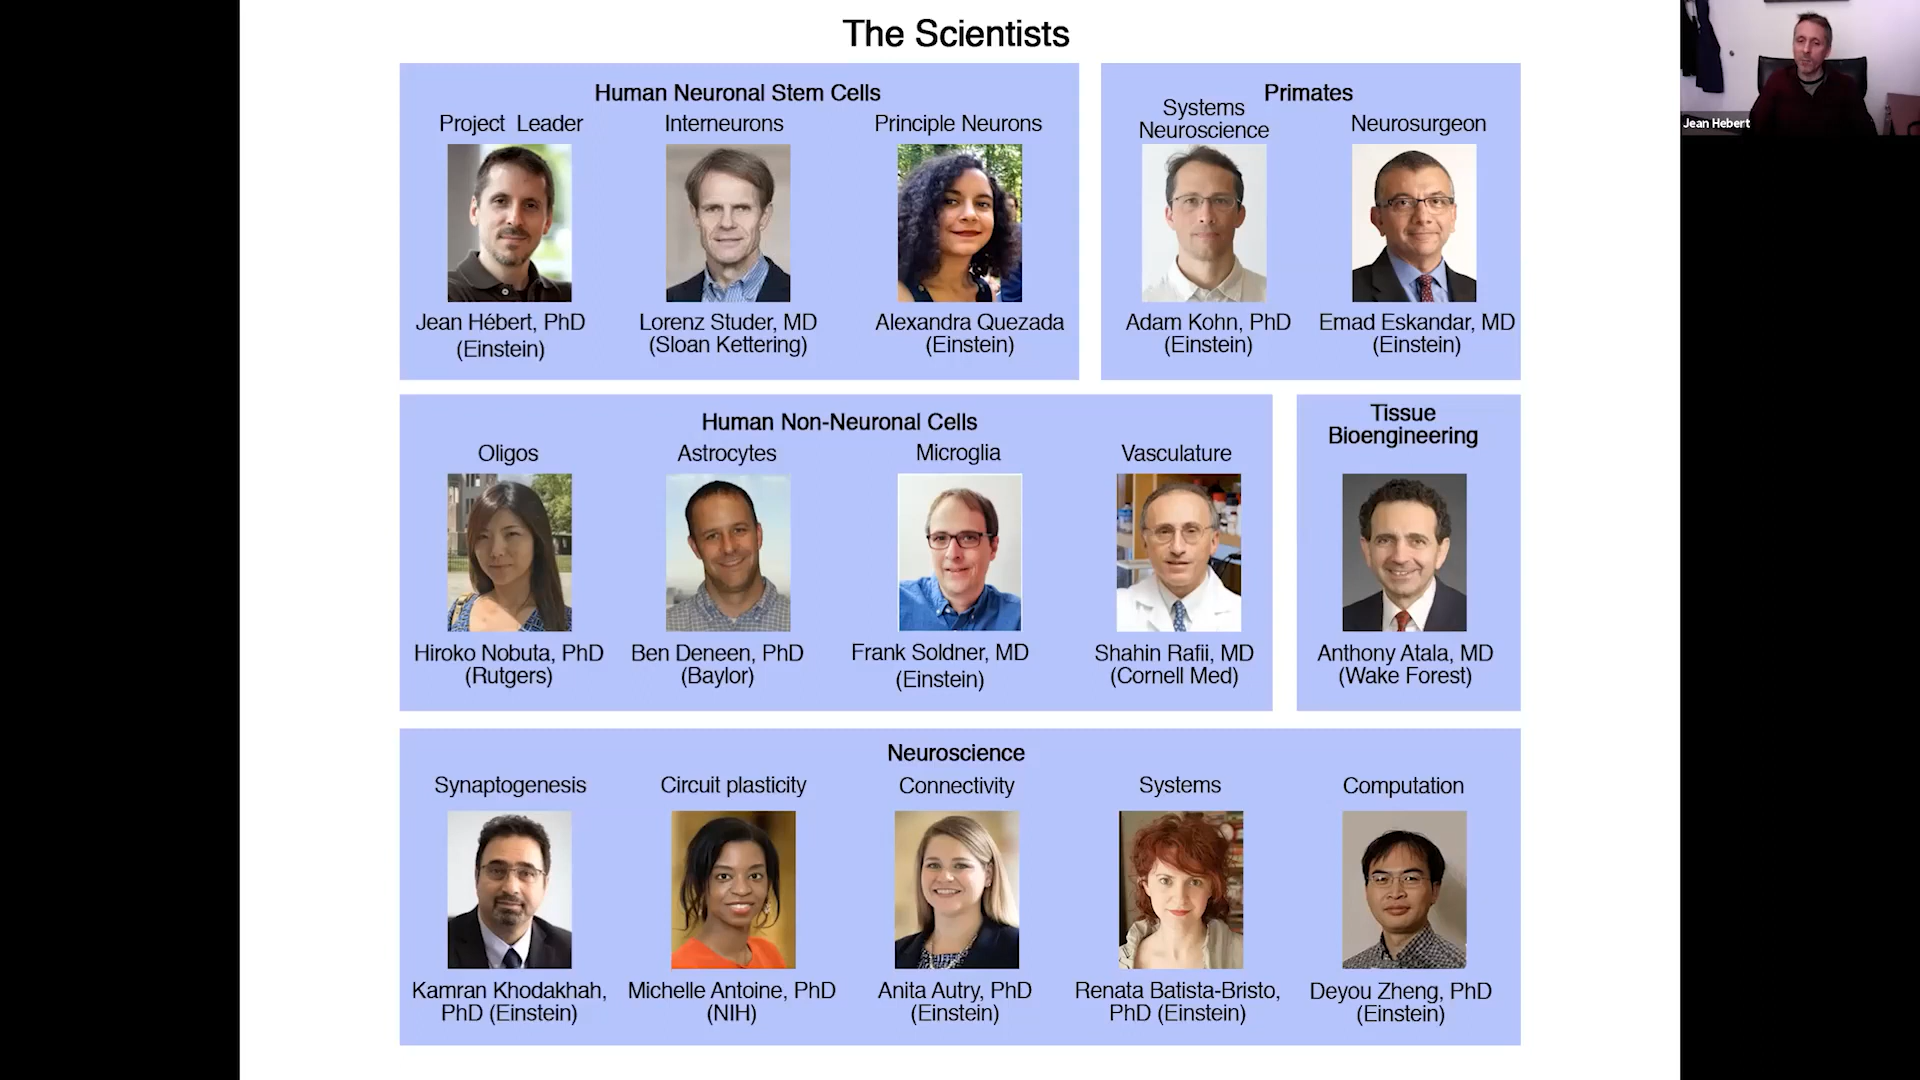 The Scientists
Human Neuronal Stem Cells
Project Leader
Interneurons
Principle Neurons
Jean Hébert, PhD
(Einstein)
Lorenz Studer, MD
(Sloan Kettering)
Alexandra Quezada
(Einstein)
Primates
Systems
Neuroscience
Neurosurgeon
Adam Kohn, PhD
(Einstein)
Emad Eskandar, MD
(Einstein)
Human Non-Neuronal Cells
Oligos
Astrocytes
Microglia
Vasculature
Hiroko Nobuta, PhD
(Rutgers)
Ben Deneen, PhD
(Baylor)
Frank Soldner, MD
(Einstein)
Shahin Rafii, MD
(Cornell Med)
Tissue
Bioengineering
Anthony Atala, MD
(Wake Forest)
Neuroscience
Synaptogenesis
Circuit plasticity
Connectivity
Systems
Computation
Kamran Khodakhah,
PhD (Einstein)
Michelle Antoine, PhD
(NIH)
Anita Autry, PhD
(Einstein)
Renata Batista-Bristo,
PhD (Einstein)
Deyou Zheng, PhD
(Einstein)
Jean Hebert